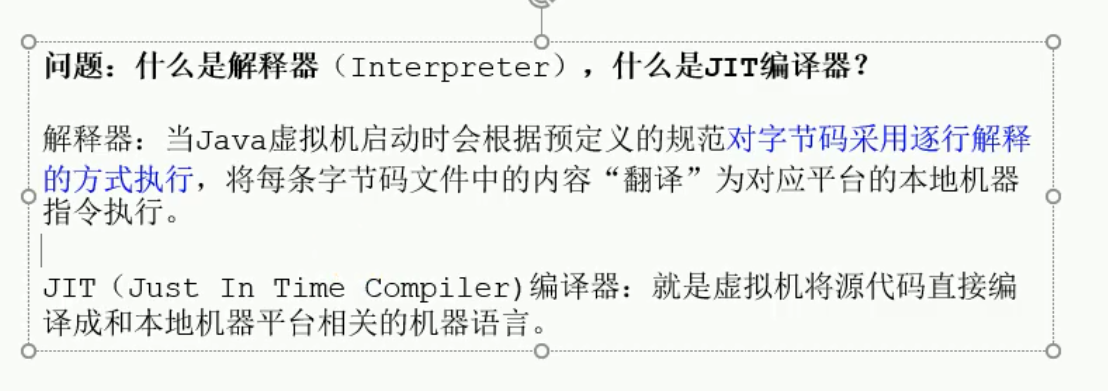 问题：什么是解释器（Interpreter），什么是JIT编译器？
解释器：当Java虚拟机启动时会根据预定义的规范对字节码采用逐行解释
的方式执行，将每条字节码文件中的内容“翻译”为对应平台的本地机器
指令执行。
JIT（Just In Time Compiler)编译器：就是虚拟机将源代码直接编
译成和本地机器平台相关的机器语言。